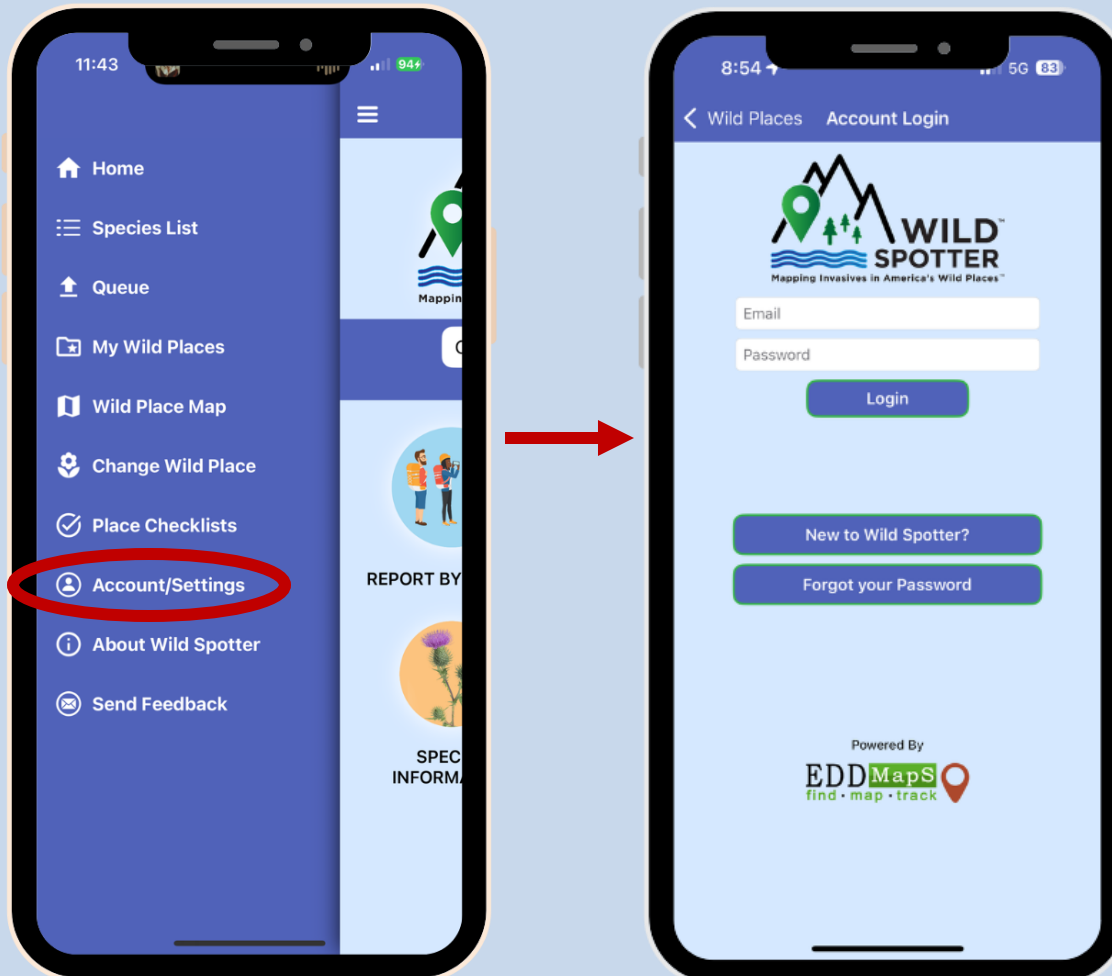 11:43
94
Home
Species List
Queue
My Wild Places
Wild Place Map
Change Wild Place
Place Checklists
Account/Settings
About Wild Spotter
Send Feedback
Mappin
REPORT BY
SPEC
INFORMA
8:54
5G 83
Wild Places Account Login
WILD™
SPOTTER
Mapping Invasives in America's Wild Places™
Email
Password
Login
New to Wild Spotter?
Forgot your Password
Powered By
EDDMapS
find · map · track